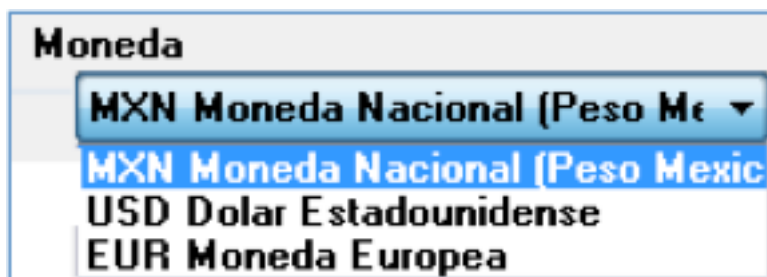 Moneda
MXN Moneda Nacional (Peso Me
MXN Moneda Nacional (Peso Mexic
USD Dolar Estadounidense
EUR Moneda Europea